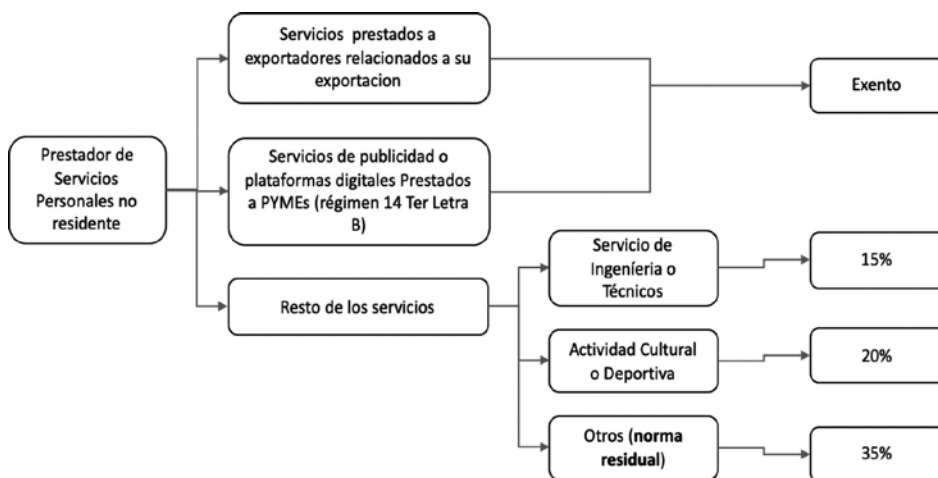 Servicios prestados a
exportadores relacionados a su
exportacion
Exento
Prestador de
Servicios
Personales no
residente
Servicios de publicidad o
plataformas digitales Prestados
a PYMEs (régimen 14 Ter Letra
B)
Resto de los servicios
Servicio de
Ingeníeria o
Técnicos
15%
Actividad Cultural
o Deportiva
20%
Otros (norma
residual)
35%